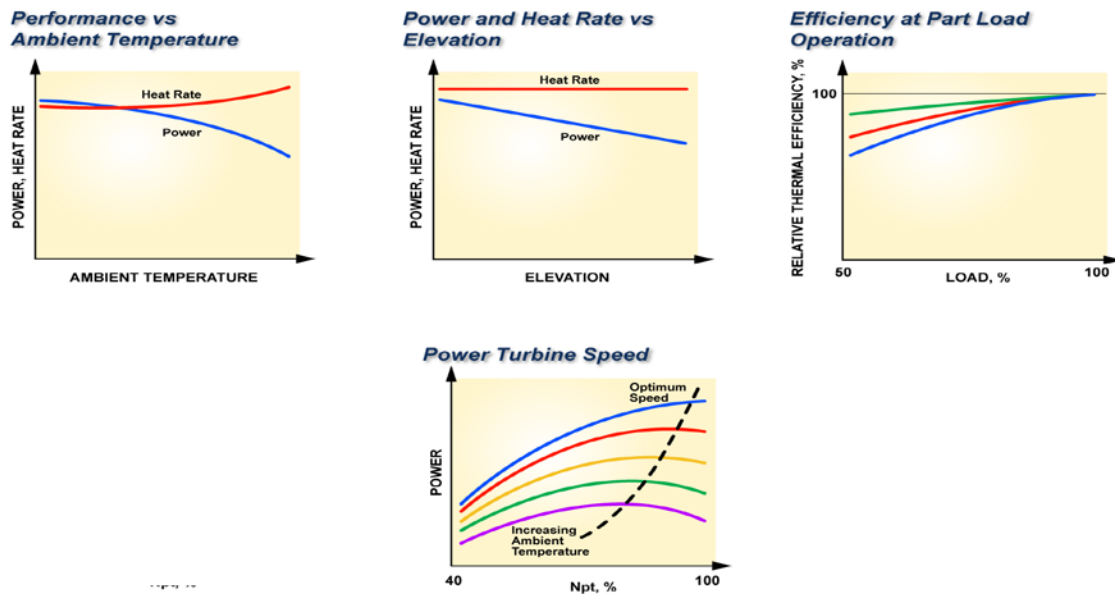 Performance vs
Ambient Temperature
POWER, HEAT RATE
Heat Rate
Power
AMBIENT TEMPERATURE
Power and Heat Rate vs
Elevation
POWER, HEAT RATE
Heat Rate
Power
ELEVATION
Efficiency at Part Load
Operation
RELATIVE THERMAL EFFICIENCY, %
100
50
LOAD, %
100
Power Turbine Speed
POWER
Optimum
Speed
Increasing
Ambient
Temperature
40
Npt, %
100